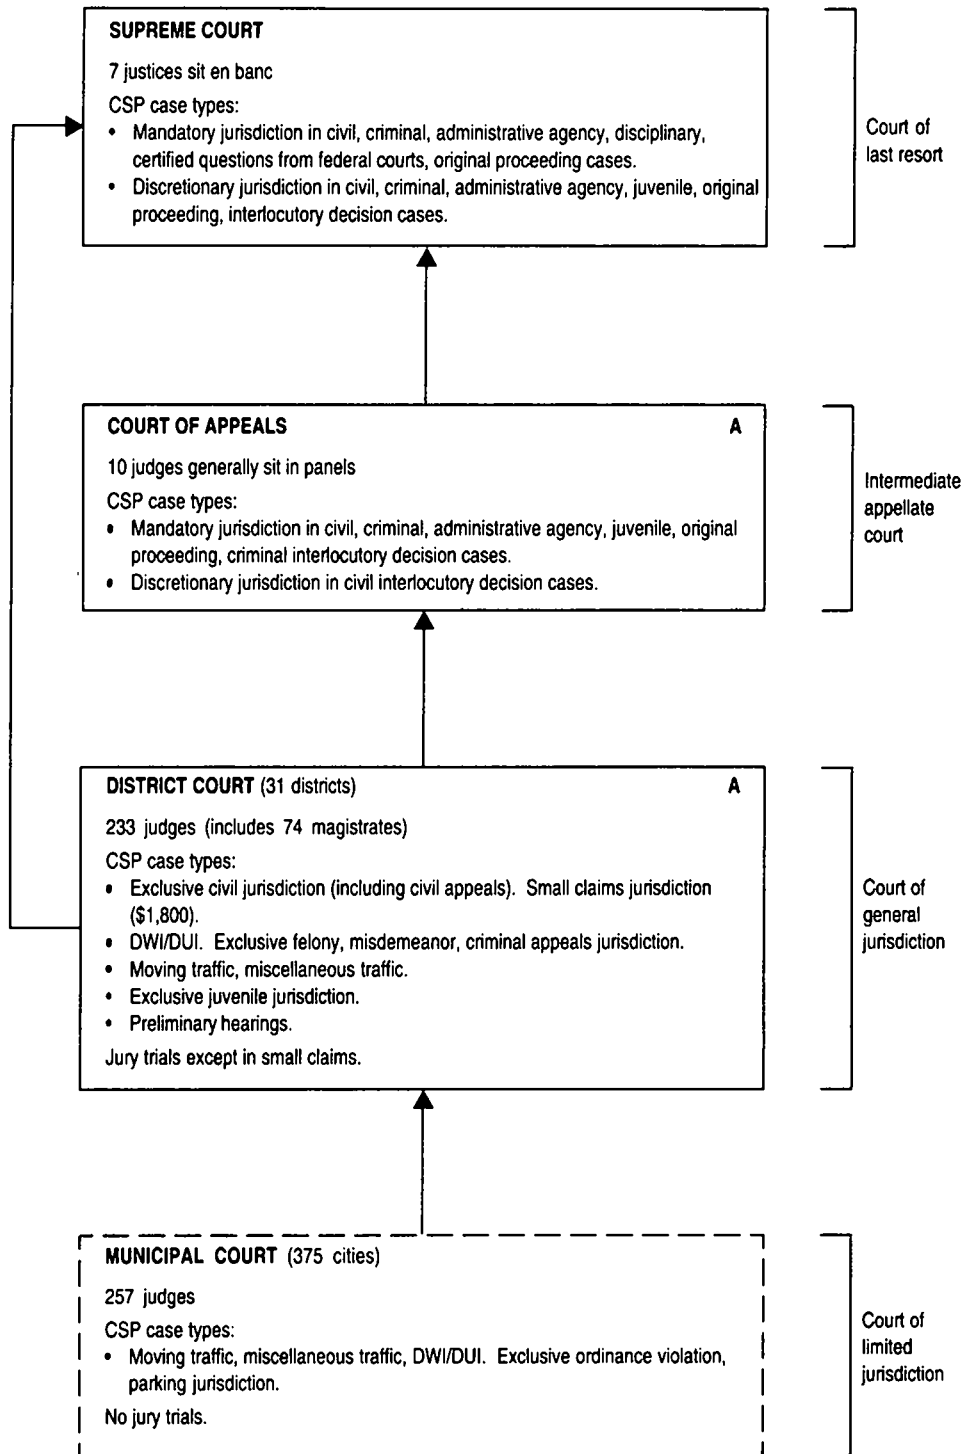 SUPREME COURT
7 justices sit en banc
CSP case types:
• Mandatory jurisdiction in civil, criminal, administrative agency, disciplinary,
certified questions from federal courts, original proceeding cases.
• Discretionary jurisdiction in civil, criminal, administrative agency, juvenile, original
proceeding, interlocutory decision cases.
Court of
last resort
COURT OF APPEALS A
10 judges generally sit in panels
CSP case types:
• Mandatory jurisdiction in civil, criminal, administrative agency, juvenile, original
proceeding, criminal interlocutory decision cases.
• Discretionary jurisdiction in civil interlocutory decision cases.
Intermediate
appellate
court
DISTRICT COURT (31 districts) A
233 judges (includes 74 magistrates)
CSP case types:
• Exclusive civil jurisdiction (including civil appeals). Small claims jurisdiction
($1,800).
• DWI/DUI. Exclusive felony, misdemeanor, criminal appeals jurisdiction.
• Moving traffic, miscellaneous traffic.
• Exclusive juvenile jurisdiction.
• Preliminary hearings.
Jury trials except in small claims.
Court of
general
jurisdiction
MUNICIPAL COURT (375 cities)
257 judges
CSP case types:
• Moving traffic, miscellaneous traffic, DWI/DUI. Exclusive ordinance violation,
parking jurisdiction.
No jury trials.
Court of
limited
jurisdiction